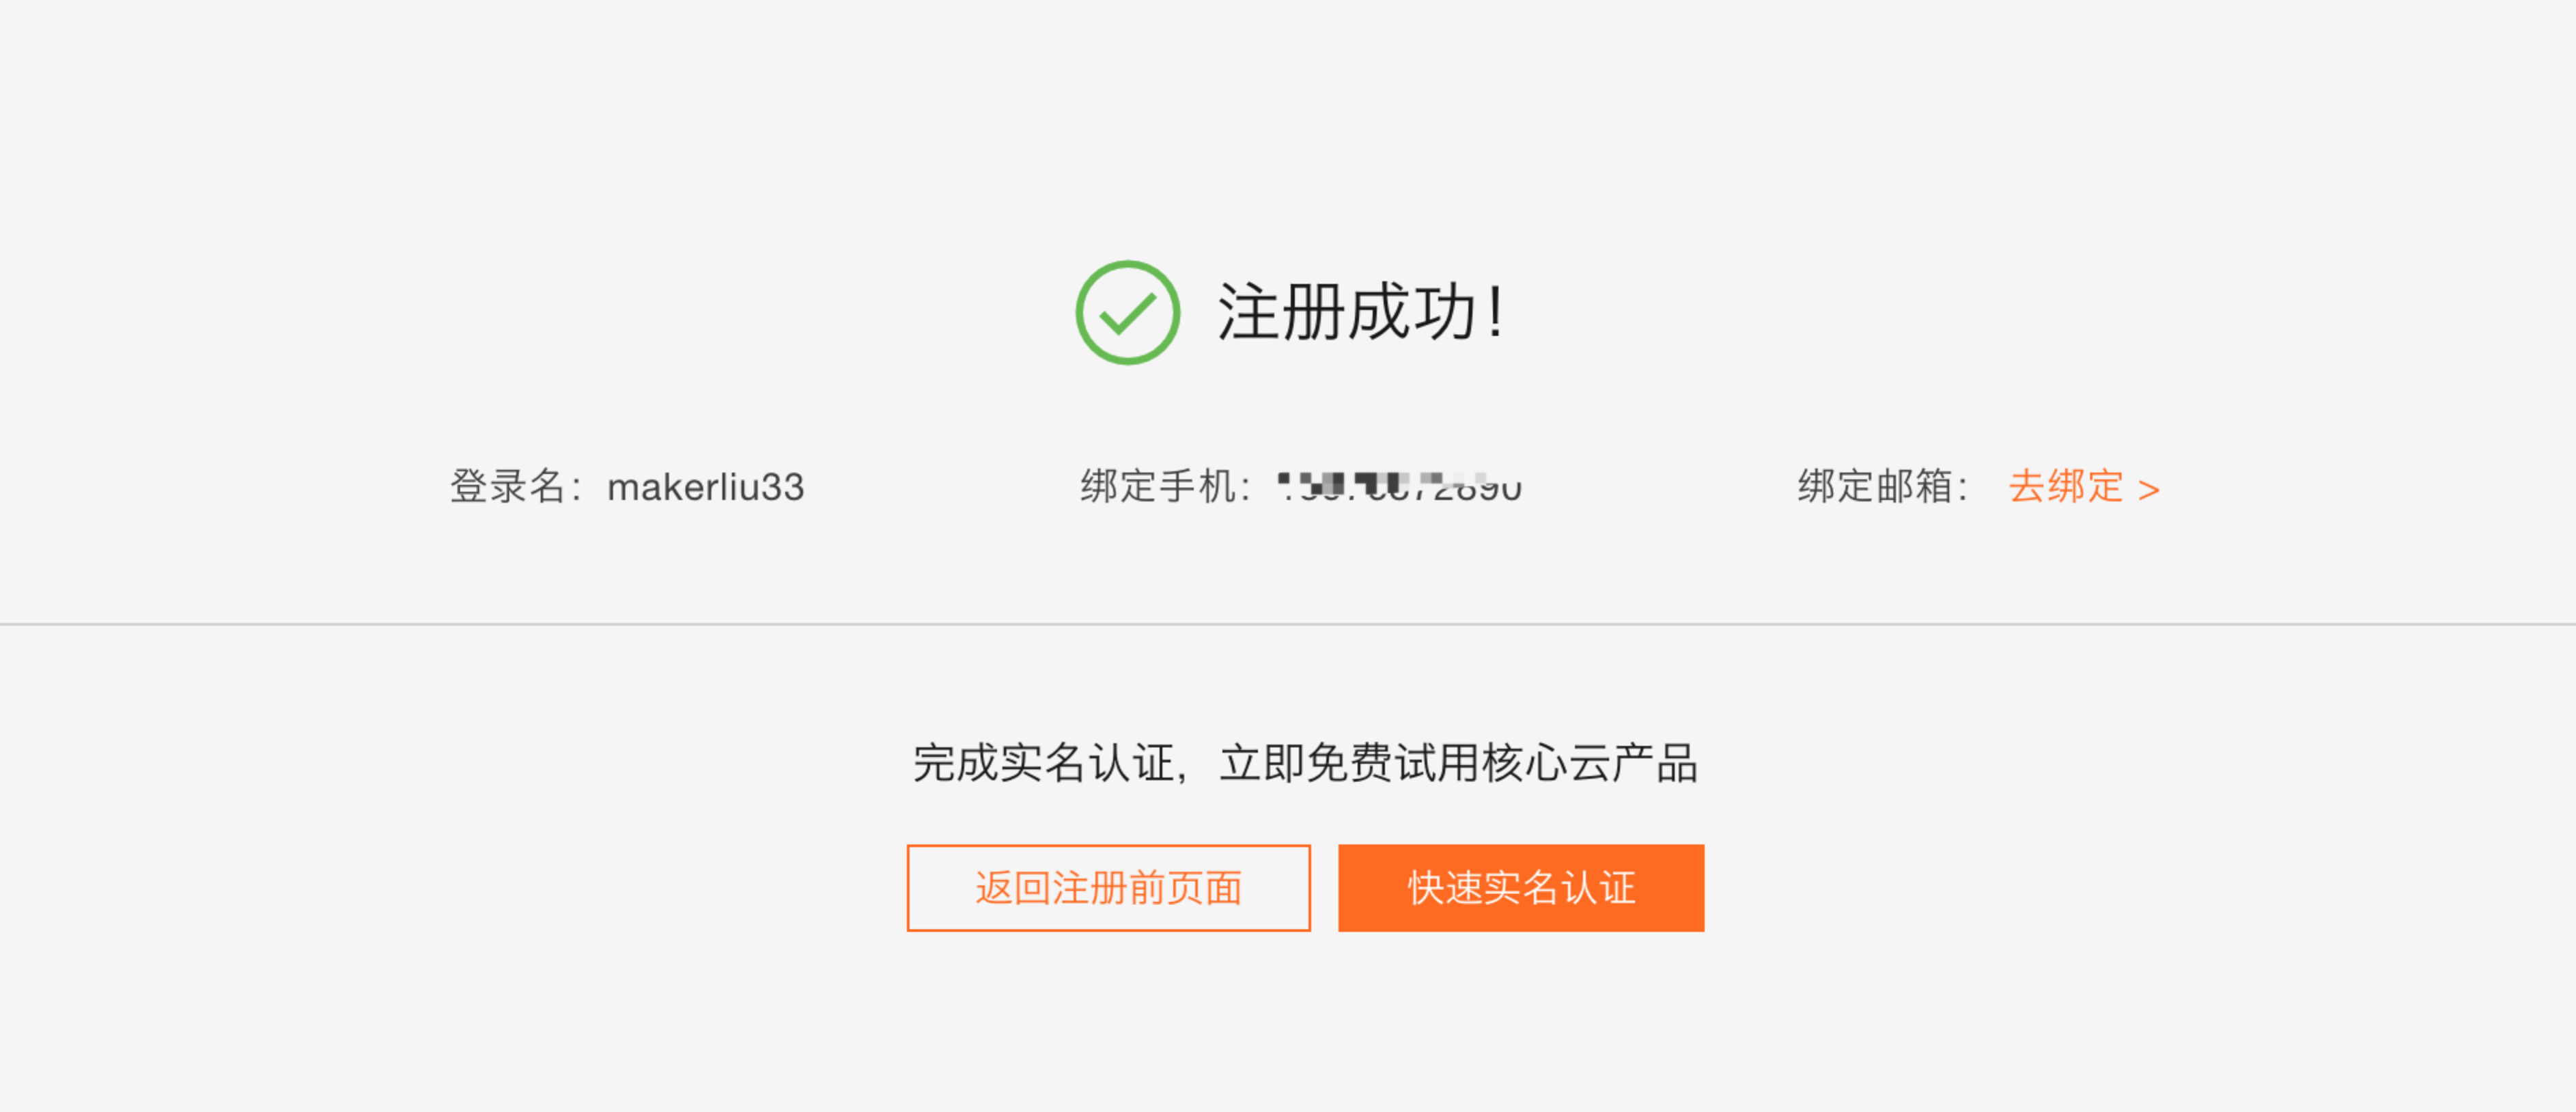 注册成功！
登录名：makerliu33 绑定手机： 绑定邮箱： 去绑定 >
完成实名认证，立即免费试用核心云产品
返回注册前页面 快速实名认证